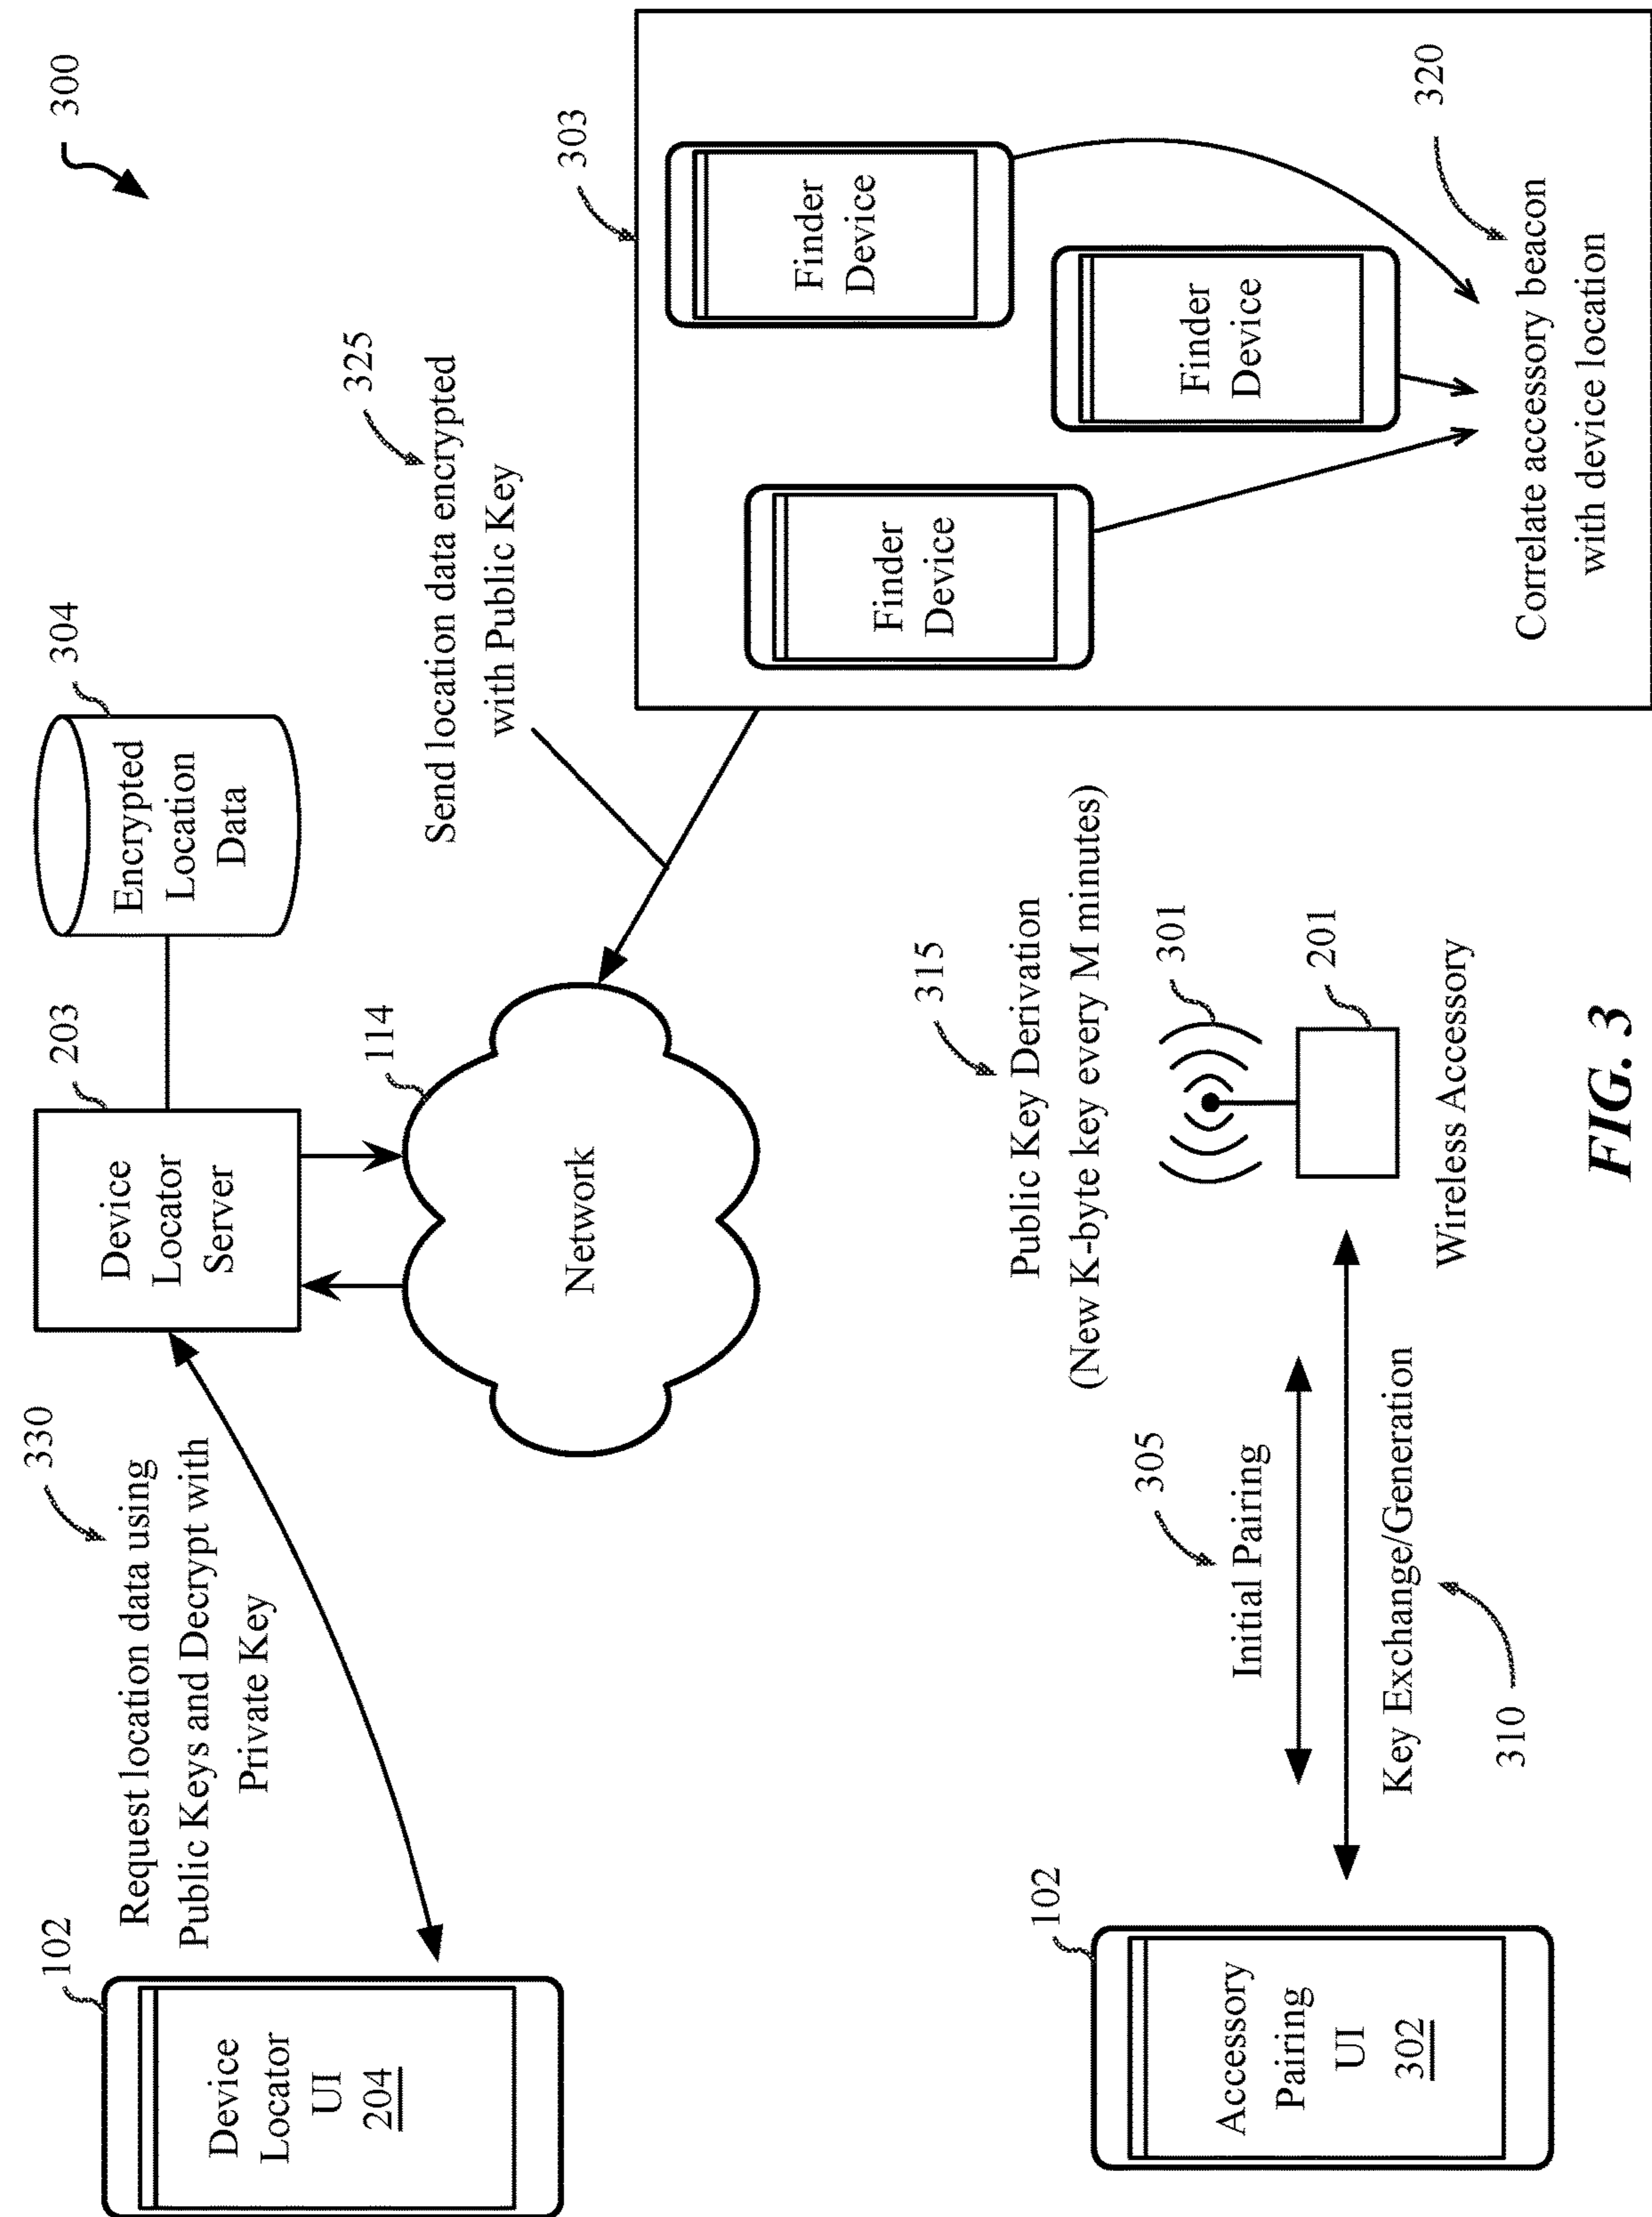 300
330
Request location data using
Public Keys and Decrypt with
Private Key
102
Device
Locator
UI
204
203
Device
Locator
Server
304
Encrypted
Location
Data
114
Network
325
Send location data encrypted
with Public Key
303
Finder
Device
Finder
Device
Finder
Device
320
Correlate accessory beacon
with device location
102
Accessory
Pairing
UI
302
305
Initial Pairing
Key Exchange/Generation
310
315
Public Key Derivation
(New K-byte key every M minutes)
301
201
Wireless Accessory
FIG. 3